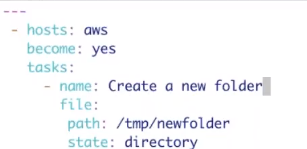 ---
- hosts: aws
become: yes
tasks:
- name: Create a new folder
file:
path: /tmp/newfolder
state: directory